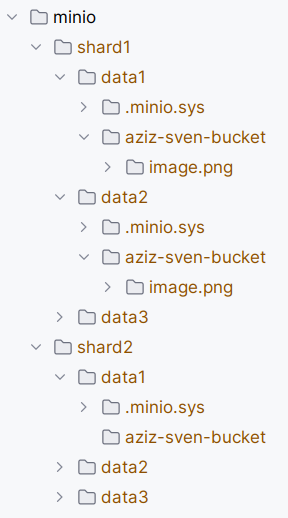 minio
shard1
data1
.minio.sys
aziz-sven-bucket
image.png
data2
.minio.sys
aziz-sven-bucket
image.png
data3
shard2
data1
.minio.sys
aziz-sven-bucket
data2
data3